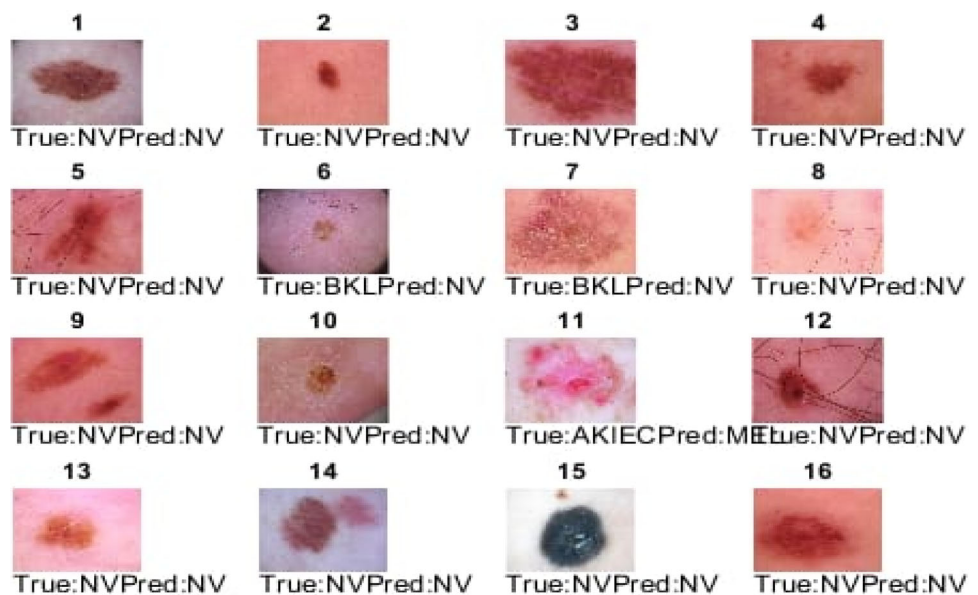 1 2 3 4
True:NVPred:NV True:NVPred:NV True:NVPred:NV True:NVPred:NV
5 6 7 8
True:NVPred:NV True:BKLPred:NV True:BKLPred:NV True:NVPred:NV
9 10 11 12
True:NVPred:NV True:NVPred:NV True:AKIECPred:MEL True:NVPred:NV
13 14 15 16
True:NVPred:NV True:NVPred:NV True:NVPred:NV True:NVPred:NV